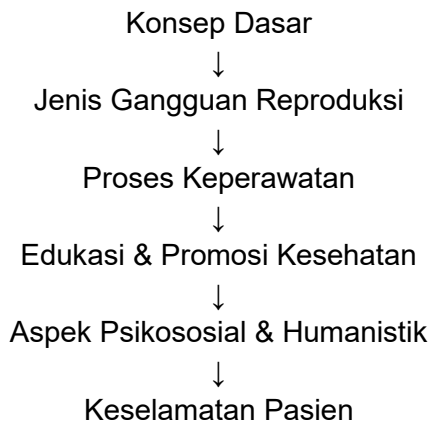 Konsep Dasar
↓
Jenis Gangguan Reproduksi
↓
Proses Keperawatan
↓
Edukasi & Promosi Kesehatan
↓
Aspek Psikososial & Humanistik
↓
Keselamatan Pasien